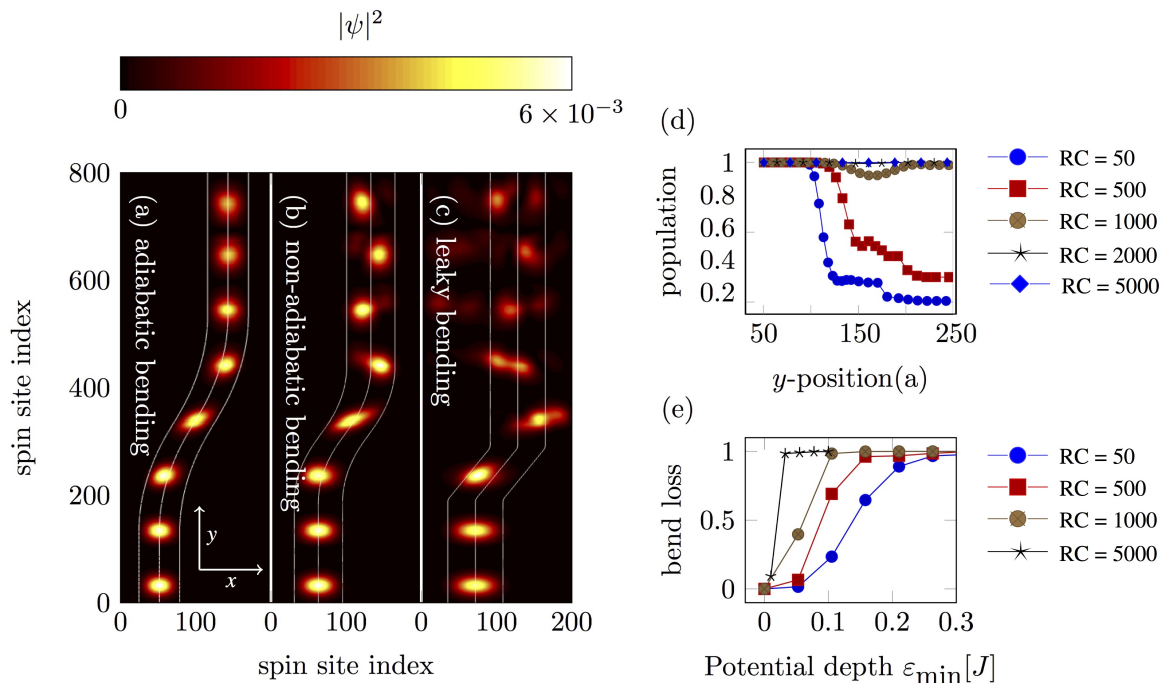 |ψ|²
0
6 × 10⁻³
spin site index
800
600
400
200
0
(a) adiabatic bending
(b) non-adiabatic bending
(c) leaky bending
y
x
0
100
0
100
0
100
200
spin site index
(d)
population
1
0.8
0.6
0.4
0.2
50
150
250
y-position(a)
RC = 50
RC = 500
RC = 1000
RC = 2000
RC = 5000
(e)
bend loss
1
0.5
0
0
0.1
0.2
0.3
Potential depth εmin[J]
RC = 50
RC = 500
RC = 1000
RC = 5000